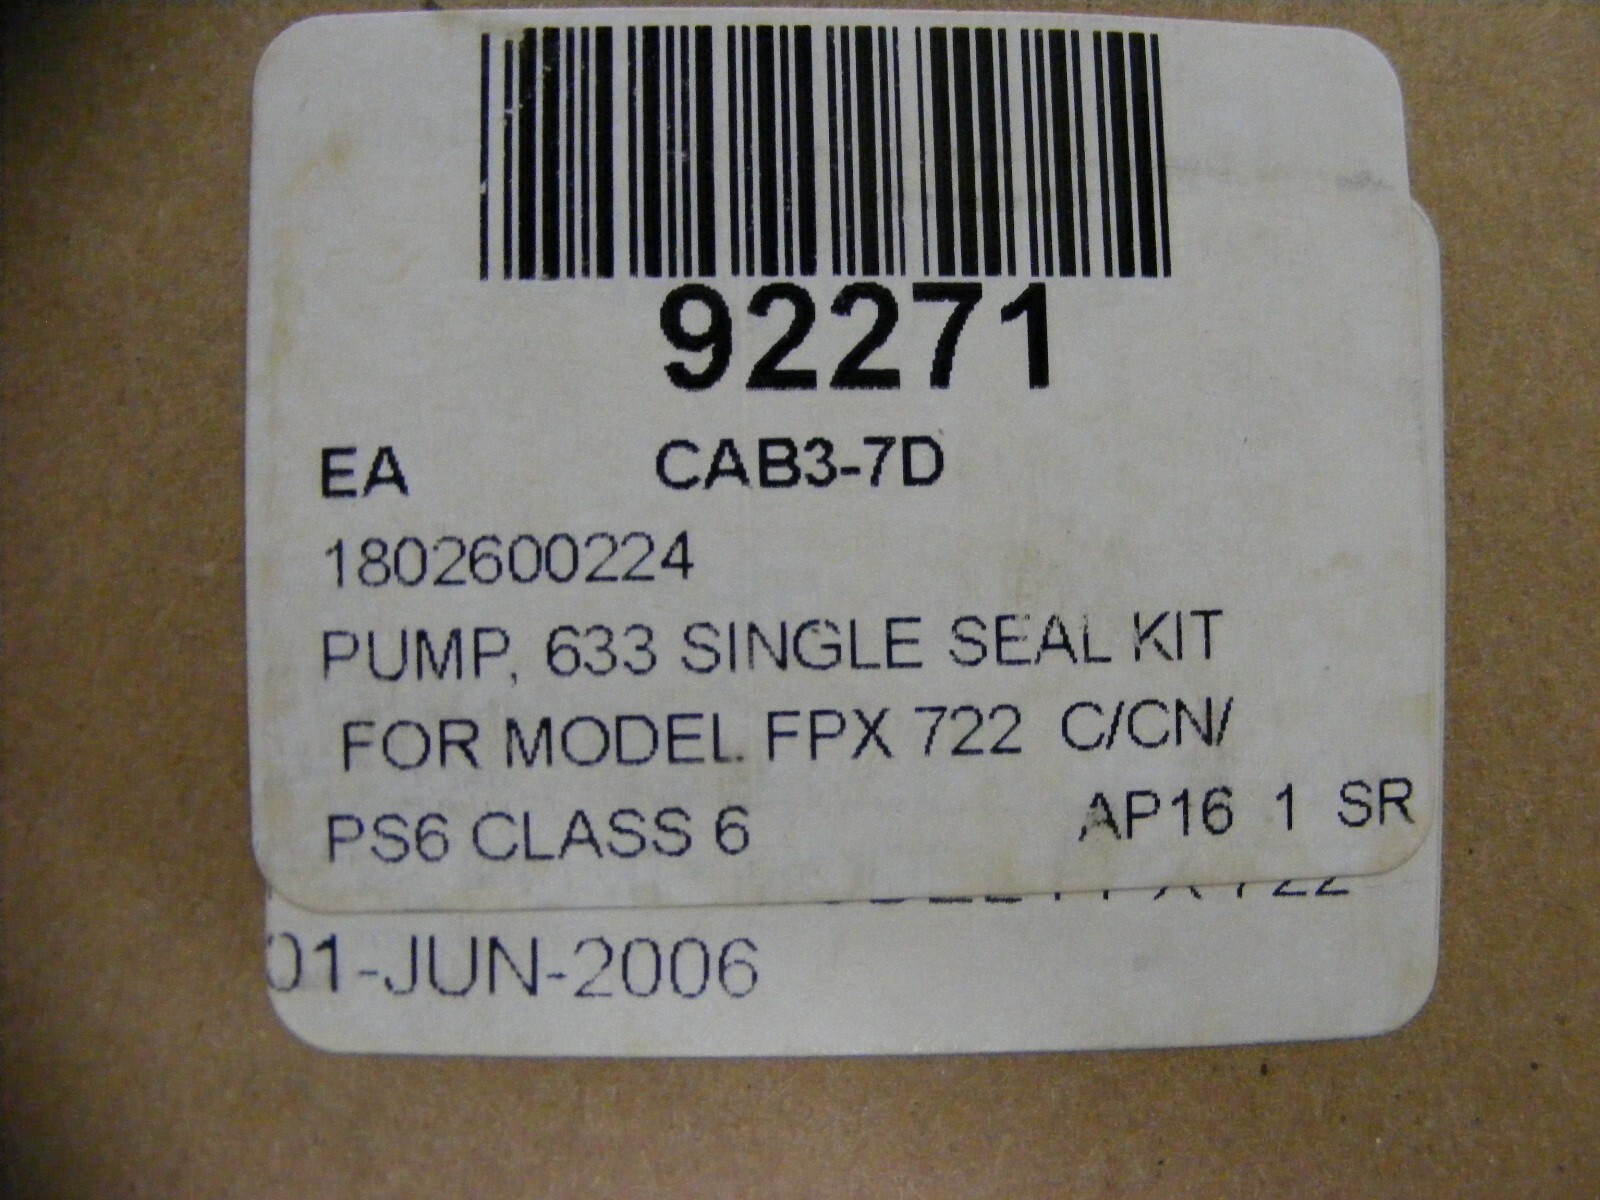 92271
EA CAB3-7D
1802600224
PUMP, 633 SINGLE SEAL KIT
FOR MODEL FPX 722 C/CN/
PS6 CLASS 6 AP16 1 SR
722
01-JUN-2006